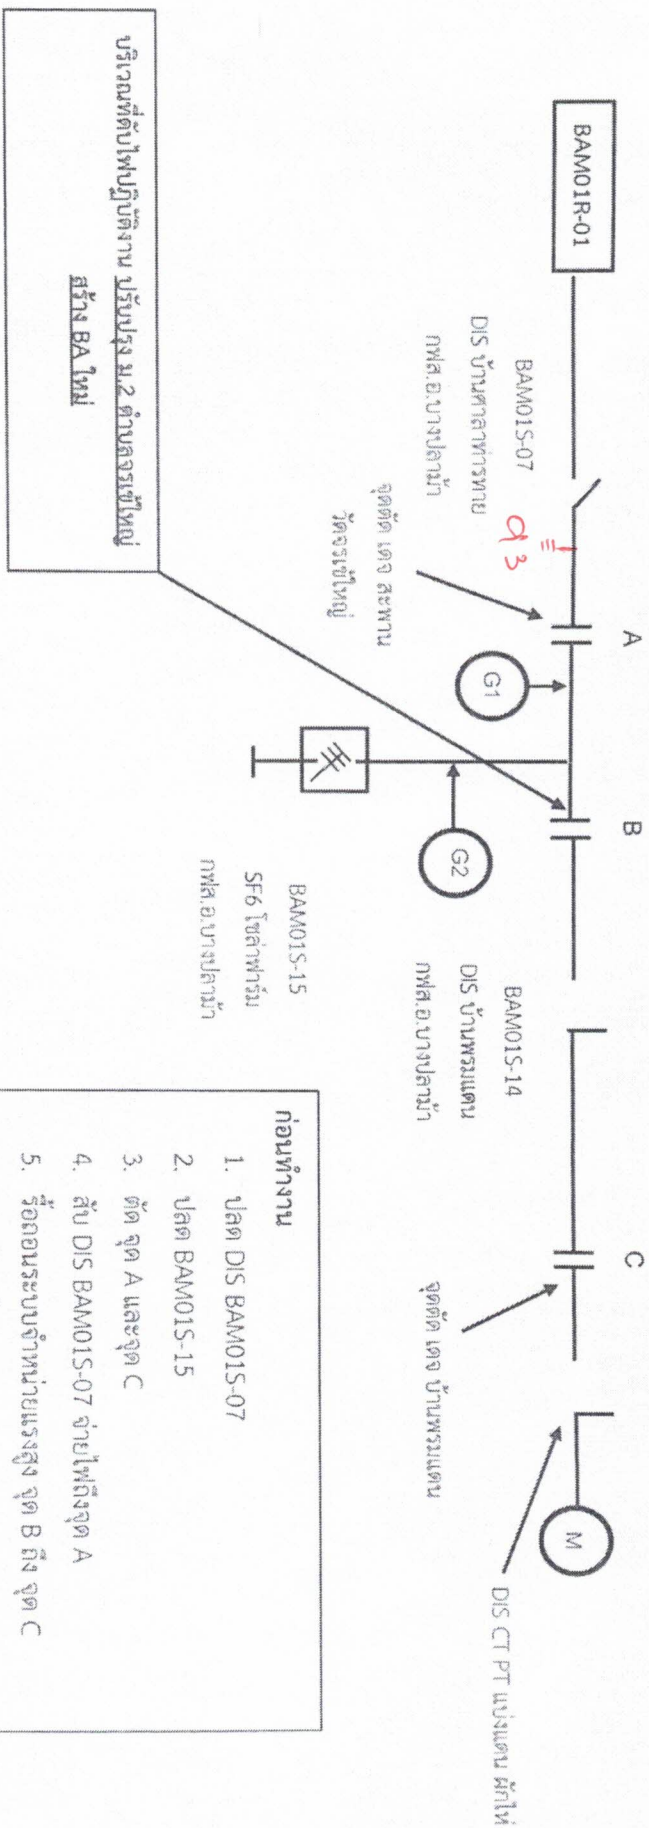 BAM01R-01
BAM01S-07
DIS บ้านศาลาท่าทราย
กฟส.อ.บางปลาม้า
จุดตัด เดจ สะพาน
วัดจรเข้ใหญ่
A
G1
B
G2
BAM01S-15
SF6 โซล่าฟาร์ม
กฟส.อ.บางปลาม้า
BAM01S-14
DIS บ้านพรมแดน
กฟส.อ.บางปลาม้า
C
จุดตัด เดจ บ้านพรมแดน
M
DIS CT PT แบ่งแดน ผักไห่
บริเวณที่ดับไฟปฏิบัติงาน ปรับปรุง ม.2 ตำบลจรเข้ใหญ่
สร้าง BA ใหม่
ก่อนทำงาน
1. ปลด DIS BAM01S-07
2. ปลด BAM01S-15
3. ตัด จุด A และจุด C
4. สับ DIS BAM01S-07 จ่ายไฟถึงจุด A
5. รื้อถอนระบบจำหน่ายแรงสูง จุด B ถึง จุด C